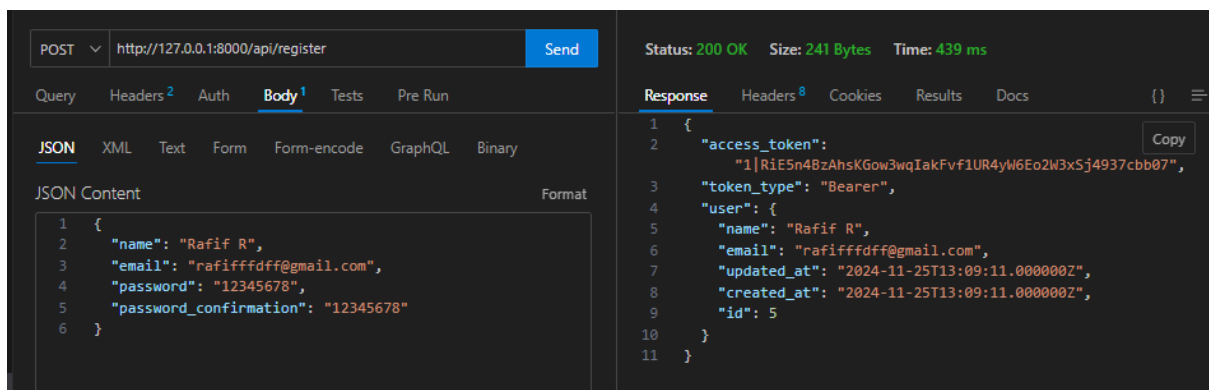 POST http://127.0.0.1:8000/api/register Send
Query Headers 2 Auth Body 1 Tests Pre Run
JSON XML Text Form Form-encode GraphQL Binary
JSON Content Format
1 {
2 "name": "Rafif R",
3 "email": "rafifffdff@gmail.com",
4 "password": "12345678",
5 "password_confirmation": "12345678"
6 }
Status: 200 OK Size: 241 Bytes Time: 439 ms
Response Headers 8 Cookies Results Docs {}
Copy
1 {
2 "access_token":
"1|RiE5n4BzAhsKGow3wqIakFvf1UR4yW6Eo2W3xSj4937cbb07",
3 "token_type": "Bearer",
4 "user": {
5 "name": "Rafif R",
6 "email": "rafifffdff@gmail.com",
7 "updated_at": "2024-11-25T13:09:11.000000Z",
8 "created_at": "2024-11-25T13:09:11.000000Z",
9 "id": 5
10 }
11 }